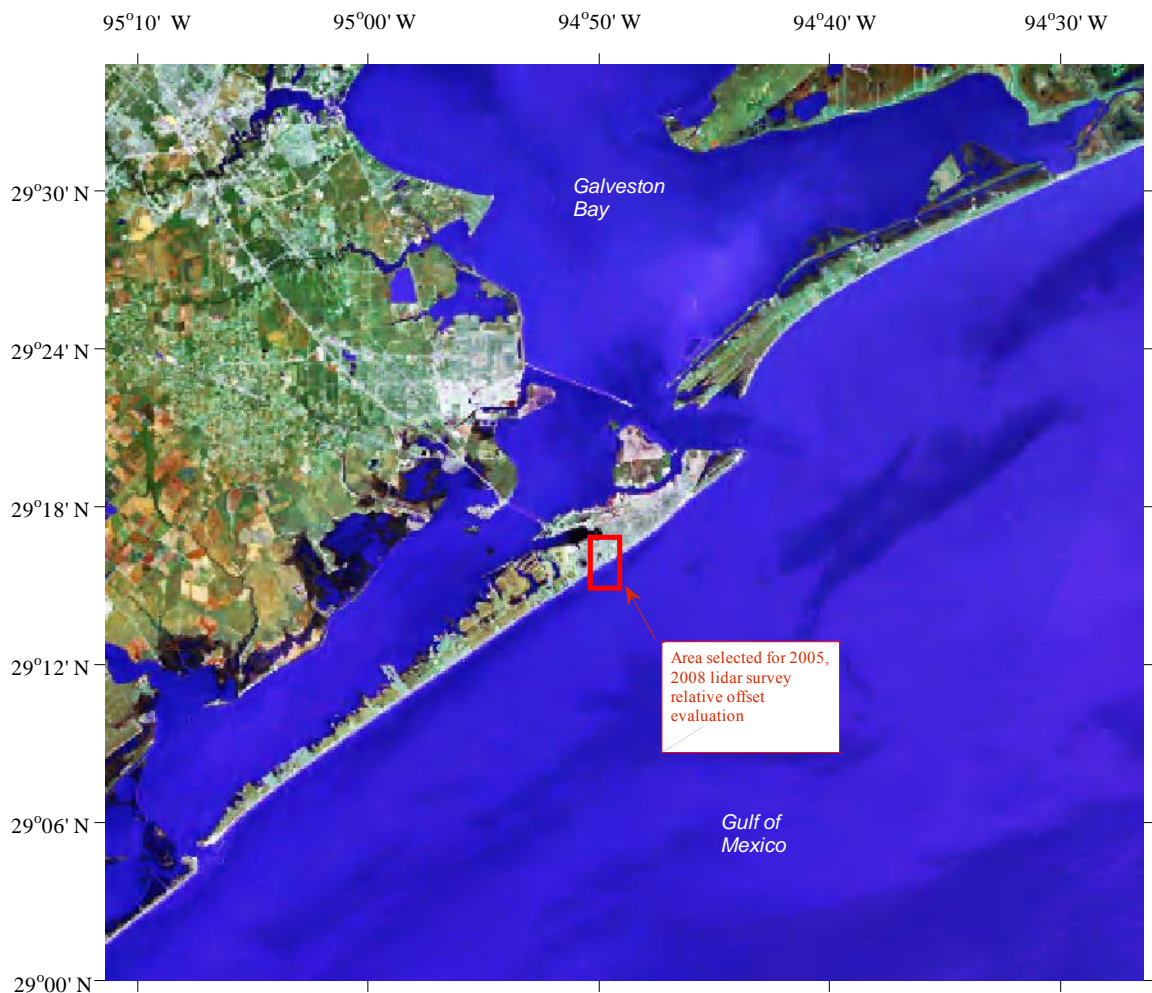 95°10' W
95°00' W
94°50' W
94°40' W
94°30' W
Galveston
Bay
29°30' N
29°24' N
29°18' N
Area selected for 2005,
2008 lidar survey
relative offset
evaluation
29°12' N
Gulf of
Mexico
29°06' N
29°00' N